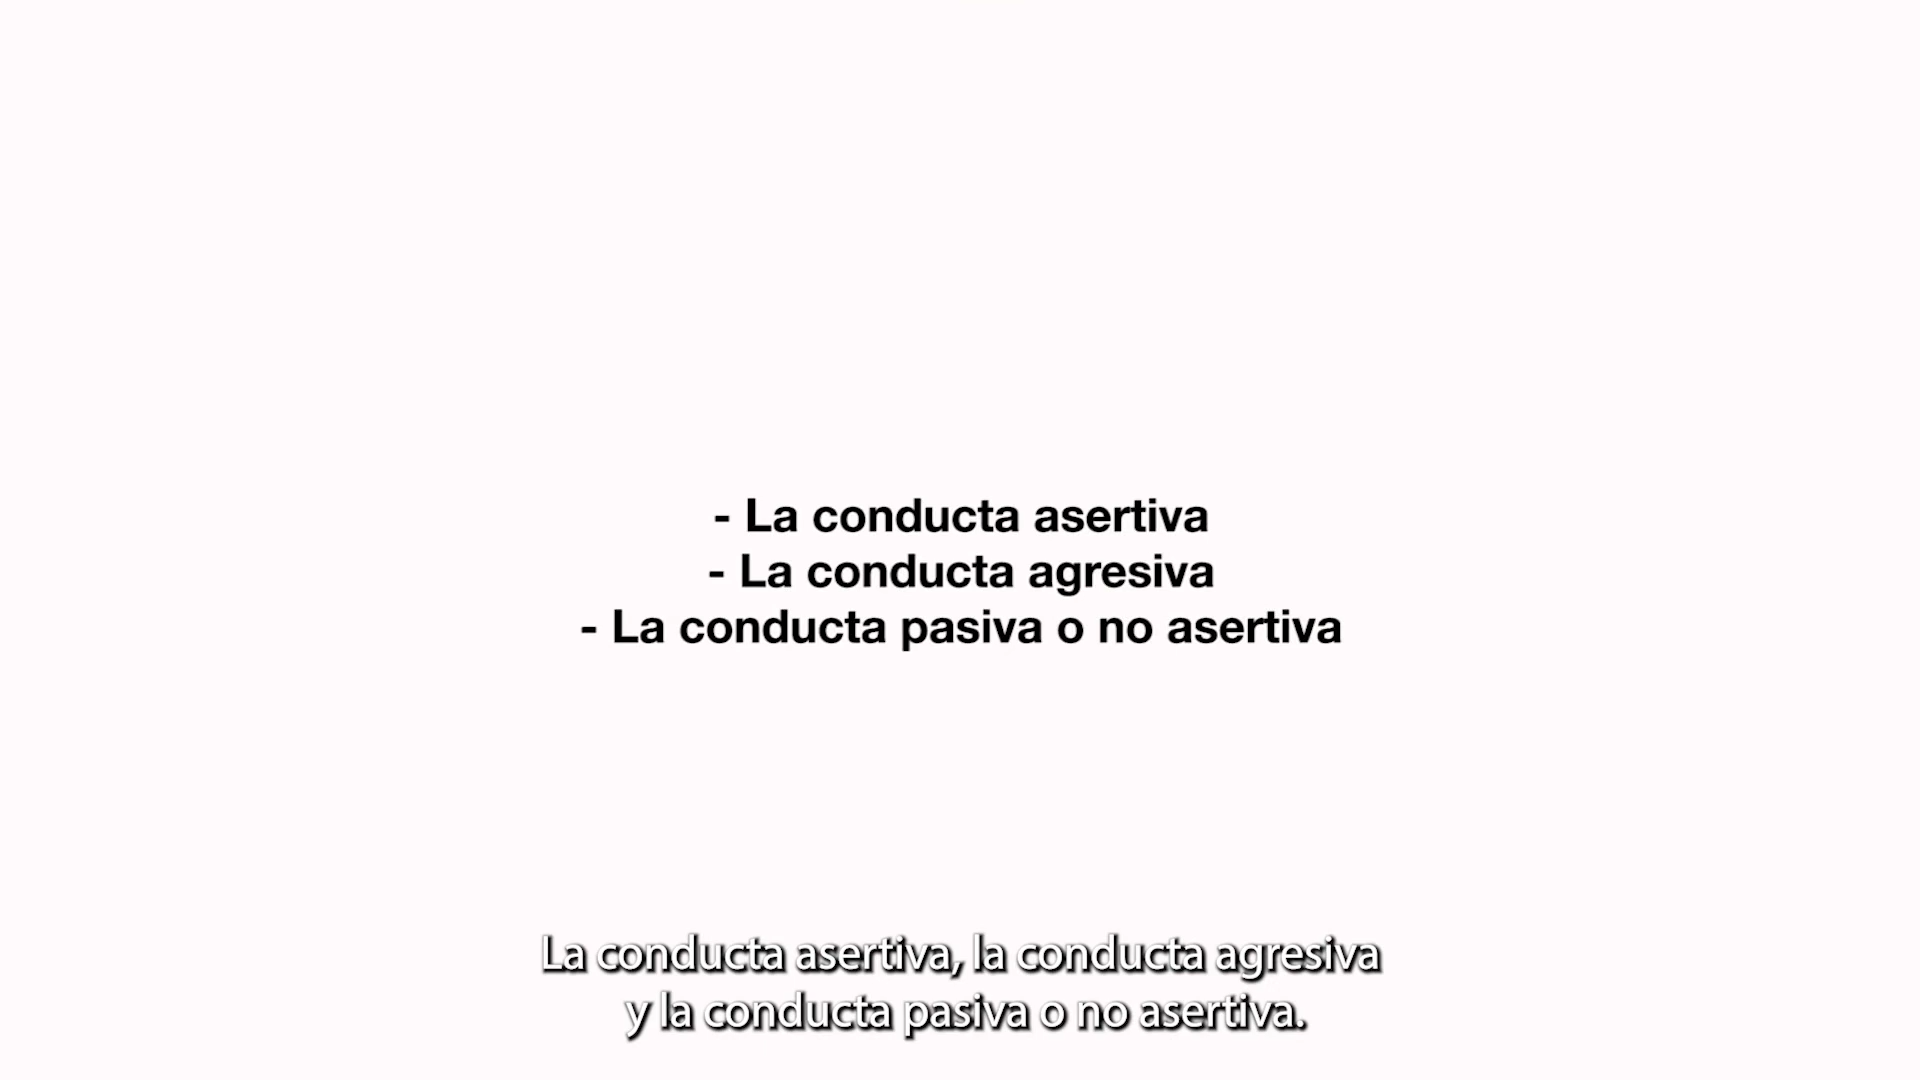 - La conducta asertiva
- La conducta agresiva
- La conducta pasiva o no asertiva
La conducta asertiva, la conducta agresiva
y la conducta pasiva o no asertiva.